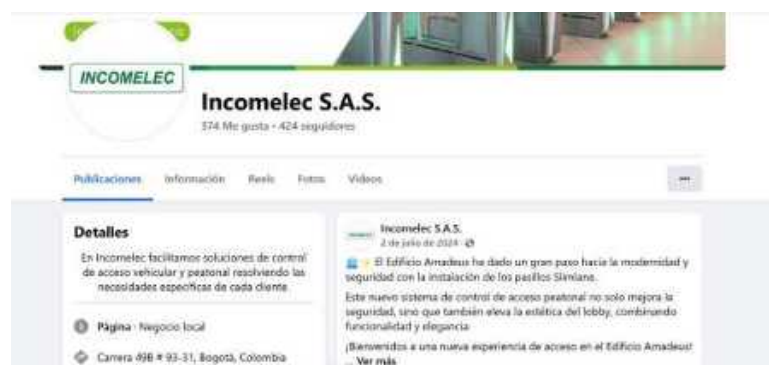 INCOMELEC
Incomelec S.A.S.
574 Me gusta • 424 seguidores
Publicaciones Información Reels Fotos Videos
Detalles
En Incomelec facilitamos soluciones de control
de acceso vehicular y peatonal resolviendo las
necesidades específicas de cada cliente.
Página · Negocio local
Carrera 49B # 93-31, Bogotá, Colombia
Incomelec S.A.S.
2 de julio de 2024
El Edificio Amadeus ha dado un gran paso hacia la modernidad y
seguridad con la instalación de los pasillos Slimlane.
Este nuevo sistema de control de acceso peatonal no solo mejora la
seguridad, sino que también eleva la estética del lobby, combinando
funcionalidad y elegancia.
¡Bienvenidos a una nueva experiencia de acceso en el Edificio Amadeus!
... Ver más